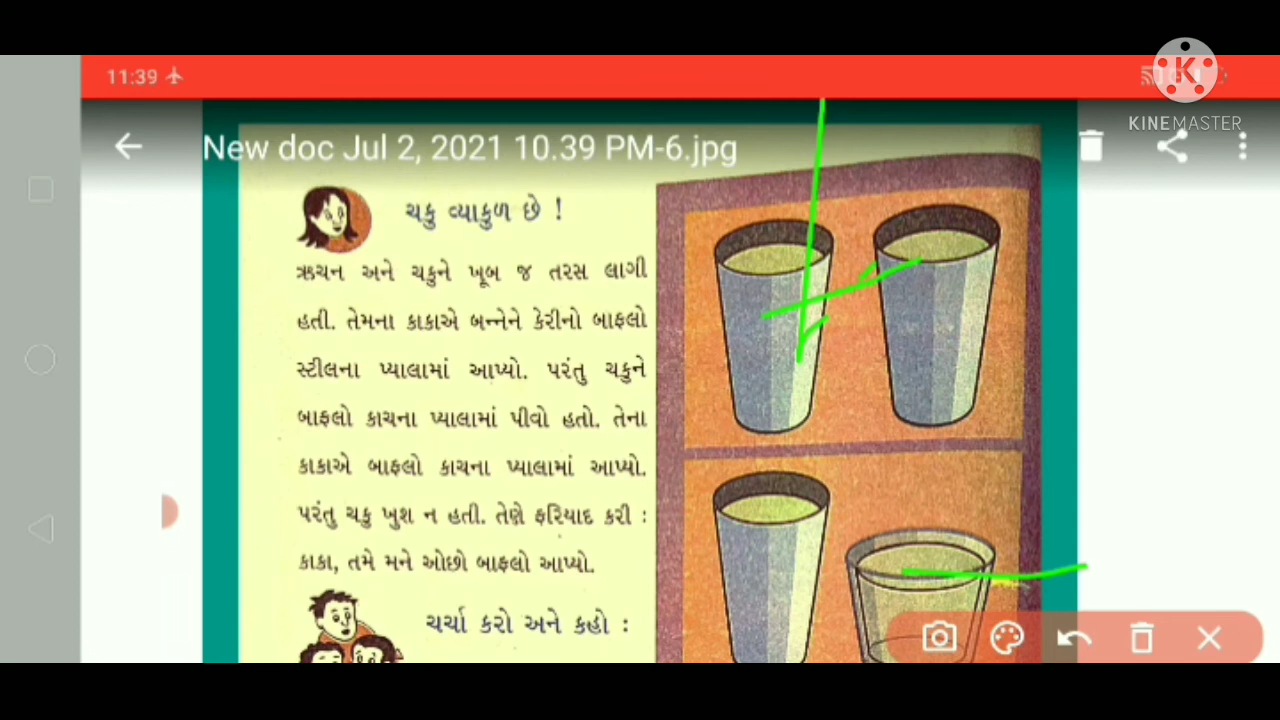 11:39
KINEMASTER
New doc Jul 2, 2021 10.39 PM-6.jpg
ચકુ વ્યાકુળ છે !
ઋચન અને ચકુને ખૂબ જ તરસ લાગી
હતી. તેમના કાકાએ બન્નેને કેરીનો બાફલો
સ્ટીલના પ્યાલામાં આપ્યો. પરંતુ ચકુને
બાફલો કાચના પ્યાલામાં પીવો હતો. તેના
કાકાએ બાફલો કાચના પ્યાલામાં આપ્યો.
પરંતુ ચકુ ખુશ ન હતી. તેણે ફરિયાદ કરી :
કાકા, તમે મને ઓછો બાફલો આપ્યો.
ચર્ચા કરો અને કહો :